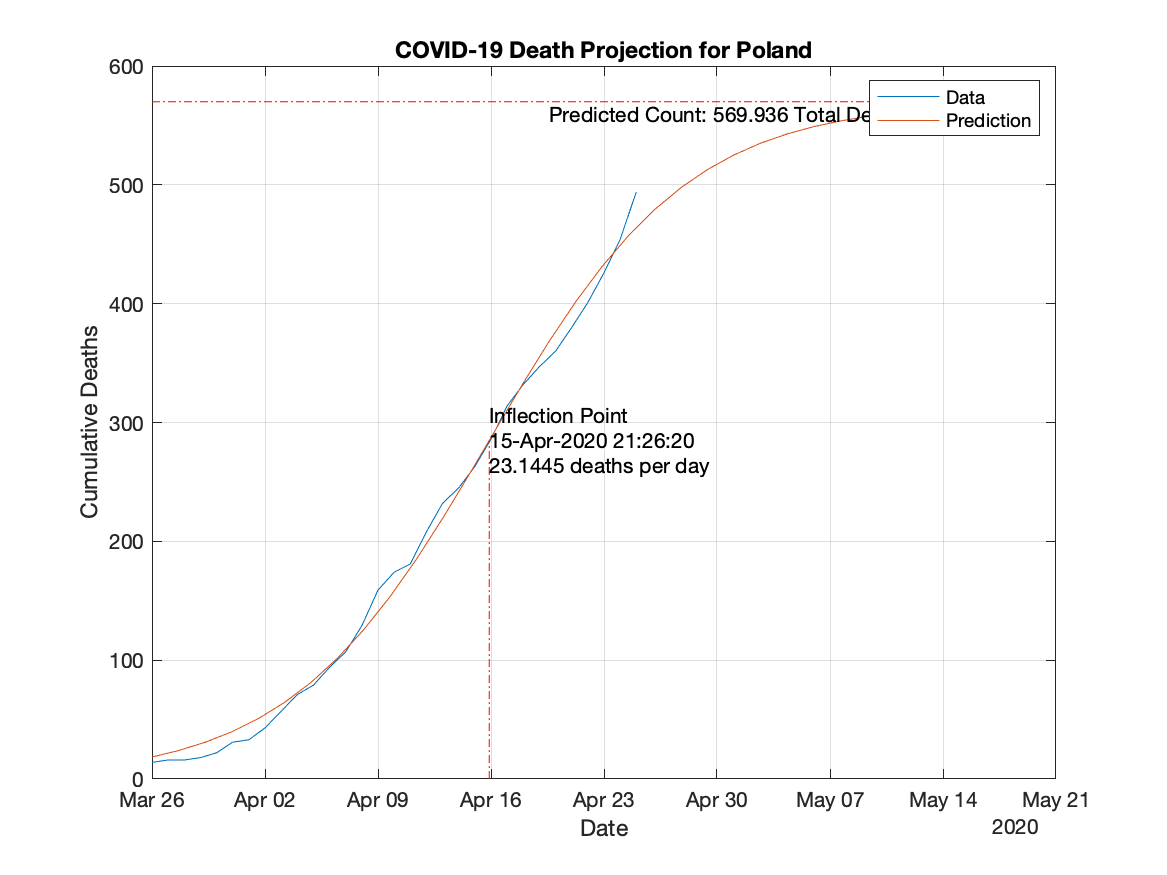 COVID-19 Death Projection for Poland
600
500
400
300
200
100
0
Cumulative Deaths
Predicted Count: 569.936 Total De
Data
Prediction
Inflection Point
15-Apr-2020 21:26:20
23.1445 deaths per day
Mar 26 Apr 02 Apr 09 Apr 16 Apr 23 Apr 30 May 07 May 14 May 21
Date
2020